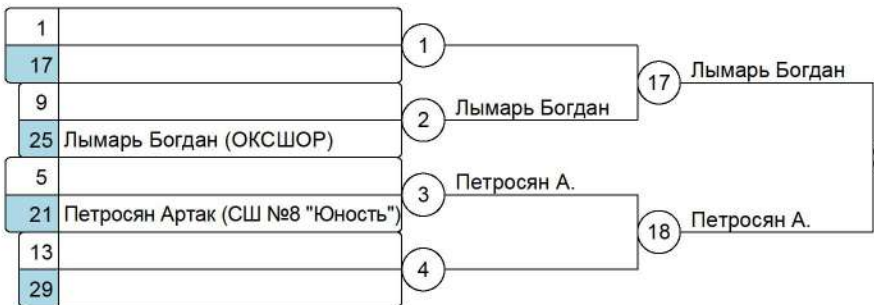 1
17
1
9
Лымарь Богдан
17
Лымарь Богдан
25 Лымарь Богдан (ОКСШОР)
2
5
Петросян А.
21 Петросян Артак (СШ №8 "Юность")
3
18
Петросян А.
13
4
29